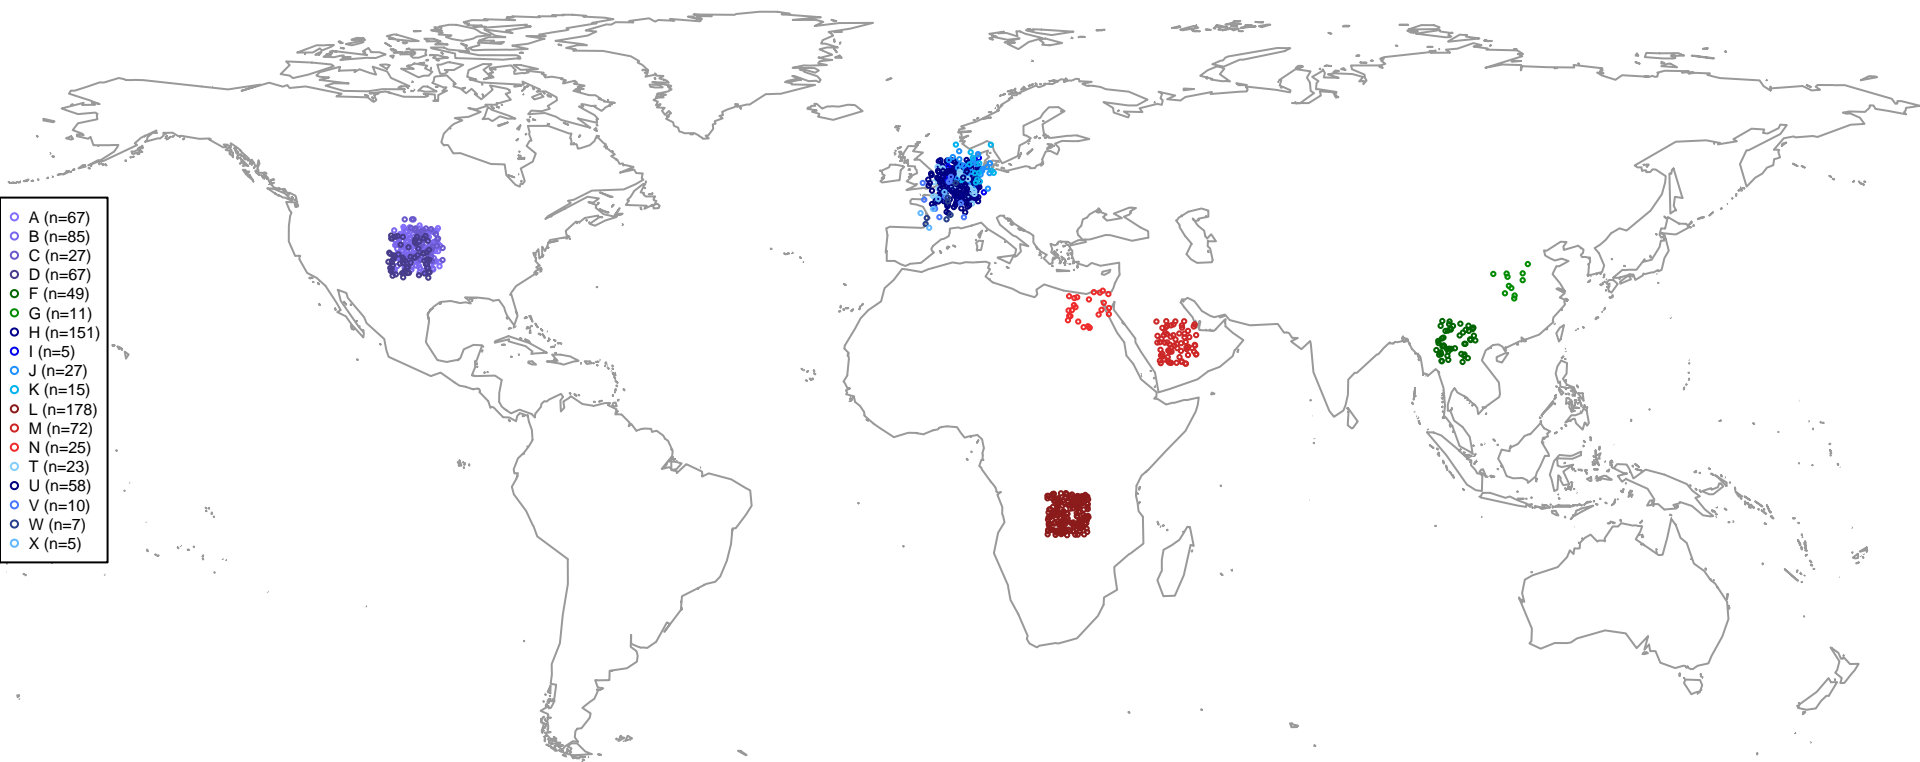 A (n=67)
B (n=85)
C (n=27)
D (n=67)
F (n=49)
G (n=11)
H (n=151)
I (n=5)
J (n=27)
K (n=15)
L (n=178)
M (n=72)
N (n=25)
T (n=23)
U (n=58)
V (n=10)
W (n=7)
X (n=5)